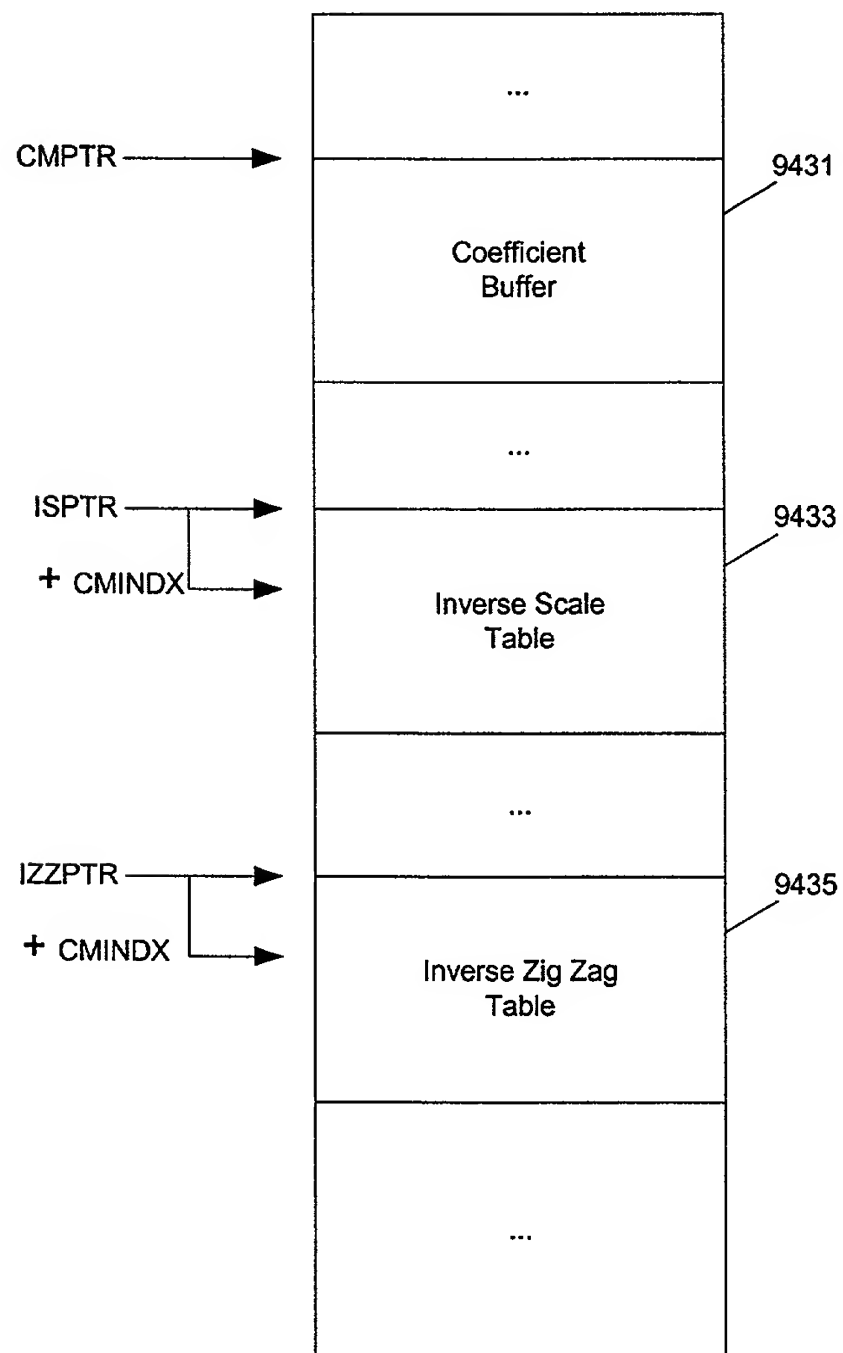 ...
CMPTR
9431
Coefficient
Buffer
...
ISPTR
9433
+ CMINDX
Inverse Scale
Table
...
IZZPTR
9435
+ CMINDX
Inverse Zig Zag
Table
...